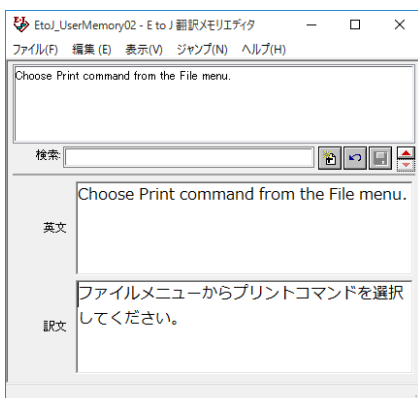 EtoJ_UserMemory02 - E to J 翻訳メモリエディタ
ファイル(F) 編集(E) 表示(V) ジャンプ(N) ヘルプ(H)
Choose Print command from the File menu.
検索:
英文
Choose Print command from the File menu.
訳文
ファイルメニューからプリントコマンドを選択
してください。